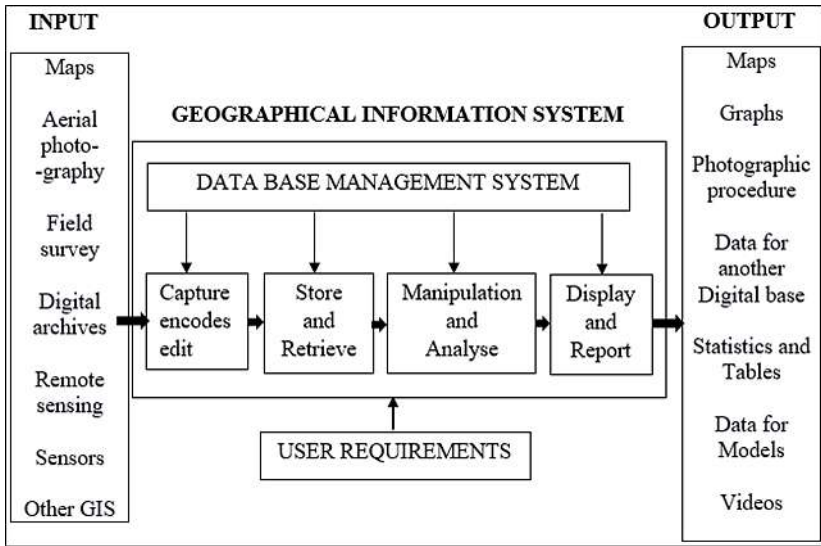 INPUT
Maps
Aerial
photo-
-graphy
Field
survey
Digital
archives
Remote
sensing
Sensors
Other GIS
GEOGRAPHICAL INFORMATION SYSTEM
DATA BASE MANAGEMENT SYSTEM
Capture
encodes
edit
Store
and
Retrieve
Manipulation
and
Analyse
Display
and
Report
USER REQUIREMENTS
OUTPUT
Maps
Graphs
Photographic
procedure
Data for
another
Digital base
Statistics and
Tables
Data for
Models
Videos